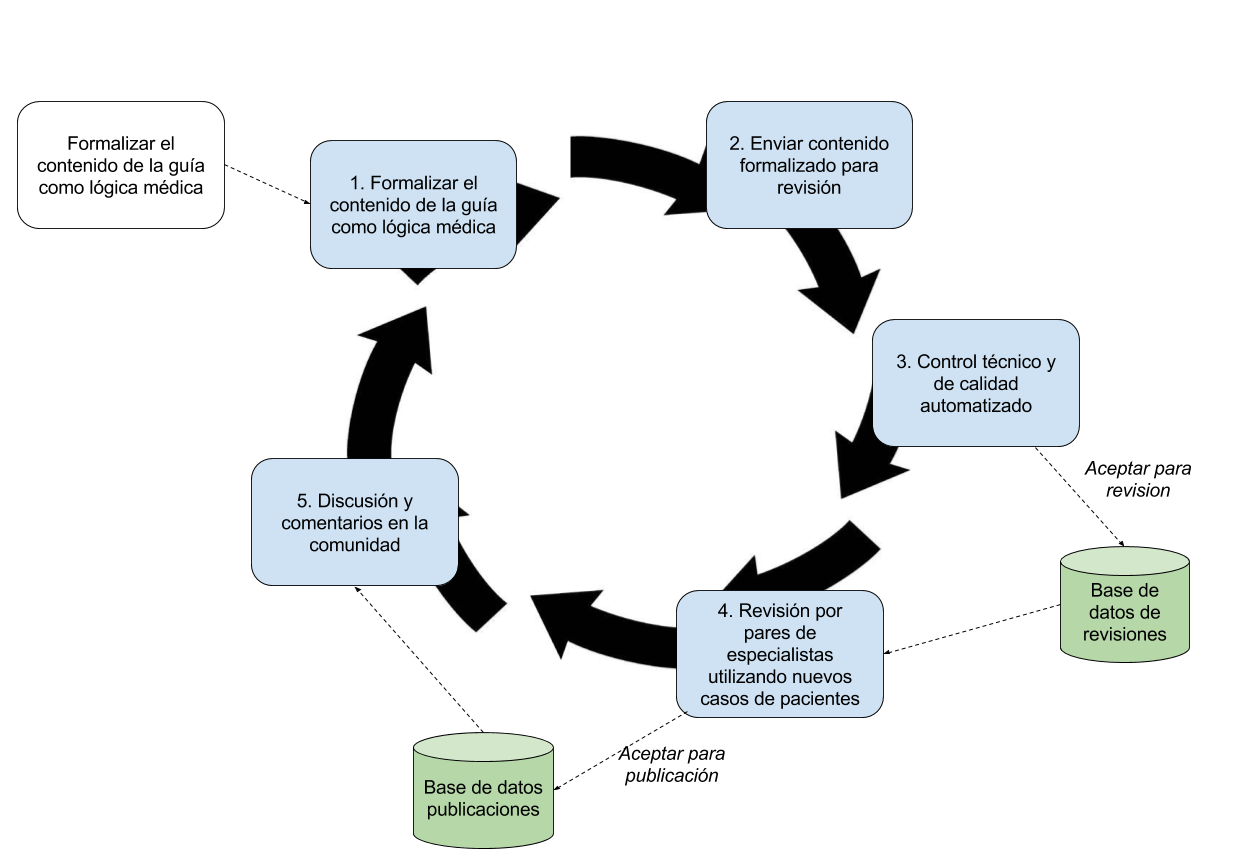 Formalizar el
contenido de la guía
como lógica médica
1. Formalizar el
contenido de la guía
como lógica médica
2. Enviar contenido
formalizado para
revisión
3. Control técnico y
de calidad
automatizado
Aceptar para
revision
Base de
datos de
revisiones
4. Revisión por
pares de
especialistas
utilizando nuevos
casos de pacientes
Aceptar para
publicación
Base de datos
publicaciones
5. Discusión y
comentarios en la
comunidad